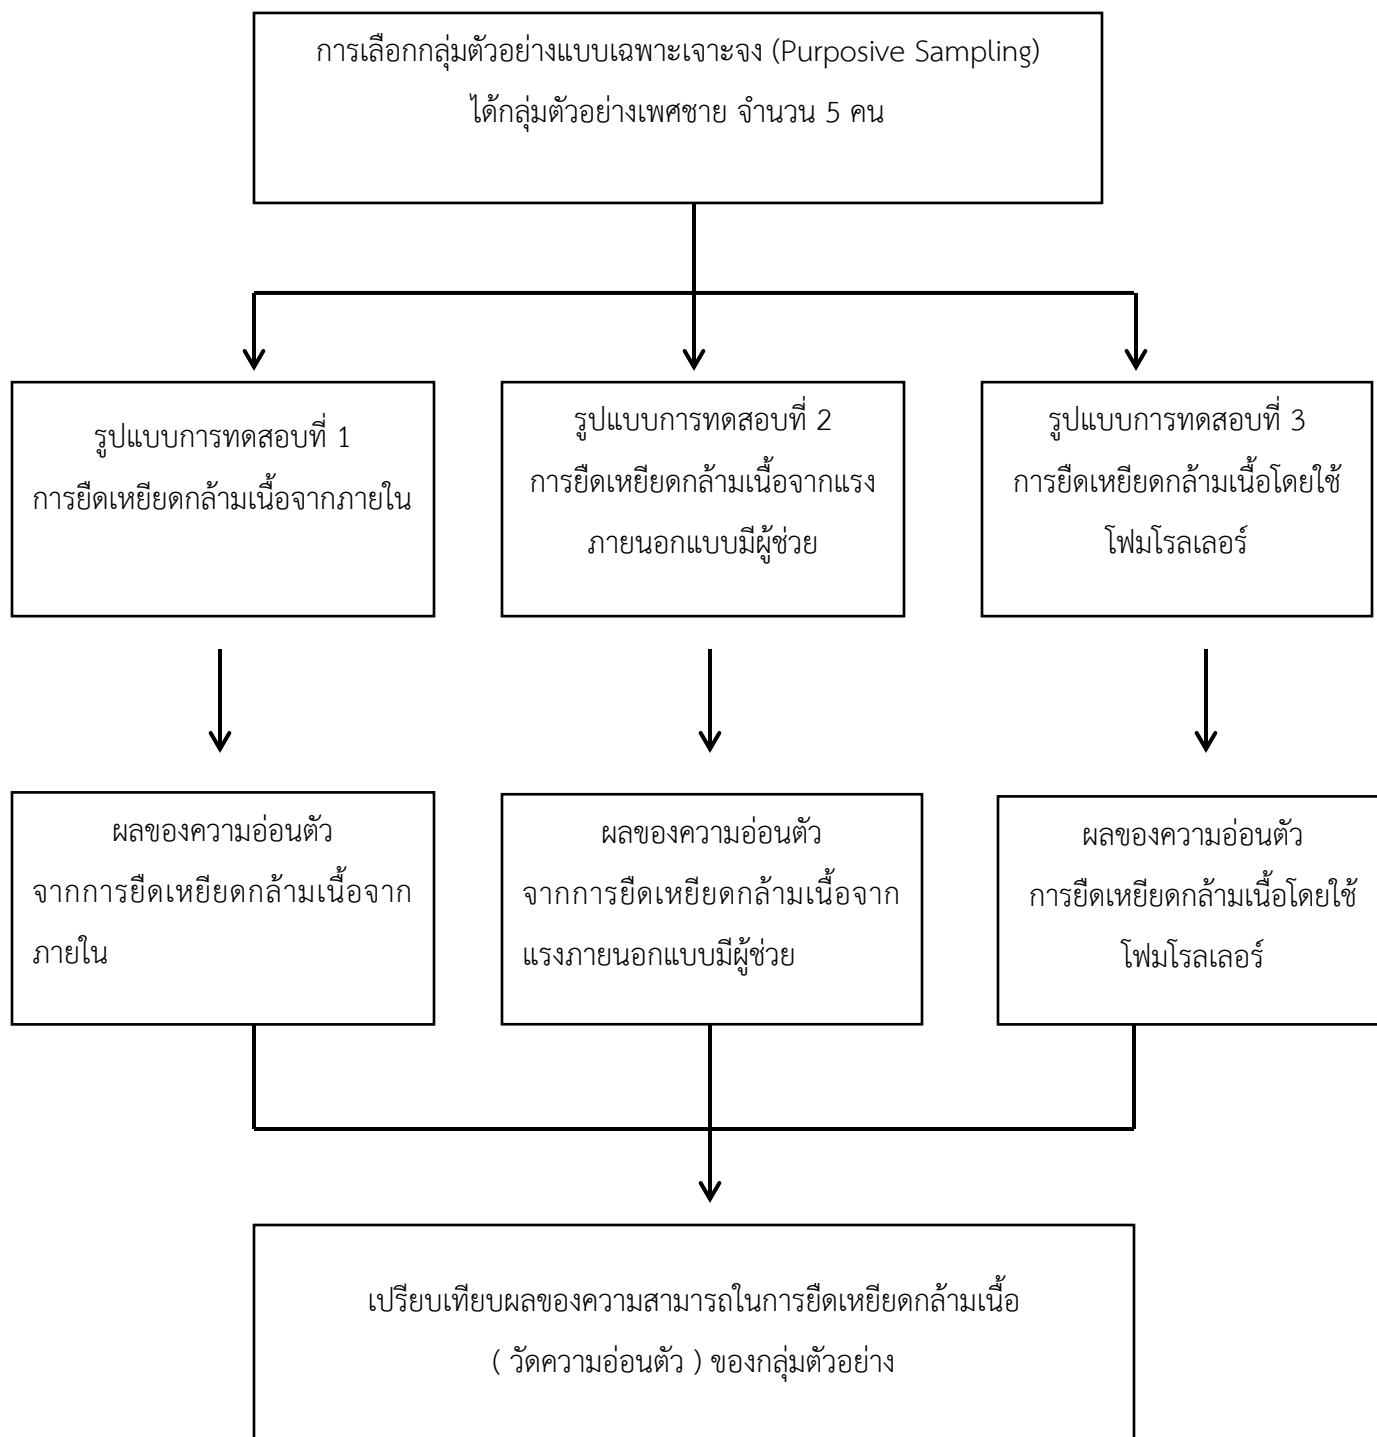 การเลือกกลุ่มตัวอย่างแบบเฉพาะเจาะจง (Purposive Sampling)
ได้กลุ่มตัวอย่างเพศชาย จำนวน 5 คน
รูปแบบการทดสอบที่ 1
การยืดเหยียดกล้ามเนื้อจากภายใน
รูปแบบการทดสอบที่ 2
การยืดเหยียดกล้ามเนื้อจากแรง
ภายนอกแบบมีผู้ช่วย
รูปแบบการทดสอบที่ 3
การยืดเหยียดกล้ามเนื้อโดยใช้
โฟมโรลเลอร์
ผลของความอ่อนตัว
จากการยืดเหยียดกล้ามเนื้อจาก
ภายใน
ผลของความอ่อนตัว
จากการยืดเหยียดกล้ามเนื้อจาก
แรงภายนอกแบบมีผู้ช่วย
ผลของความอ่อนตัว
การยืดเหยียดกล้ามเนื้อโดยใช้
โฟมโรลเลอร์
เปรียบเทียบผลของความสามารถในการยืดเหยียดกล้ามเนื้อ
( วัดความอ่อนตัว ) ของกลุ่มตัวอย่าง